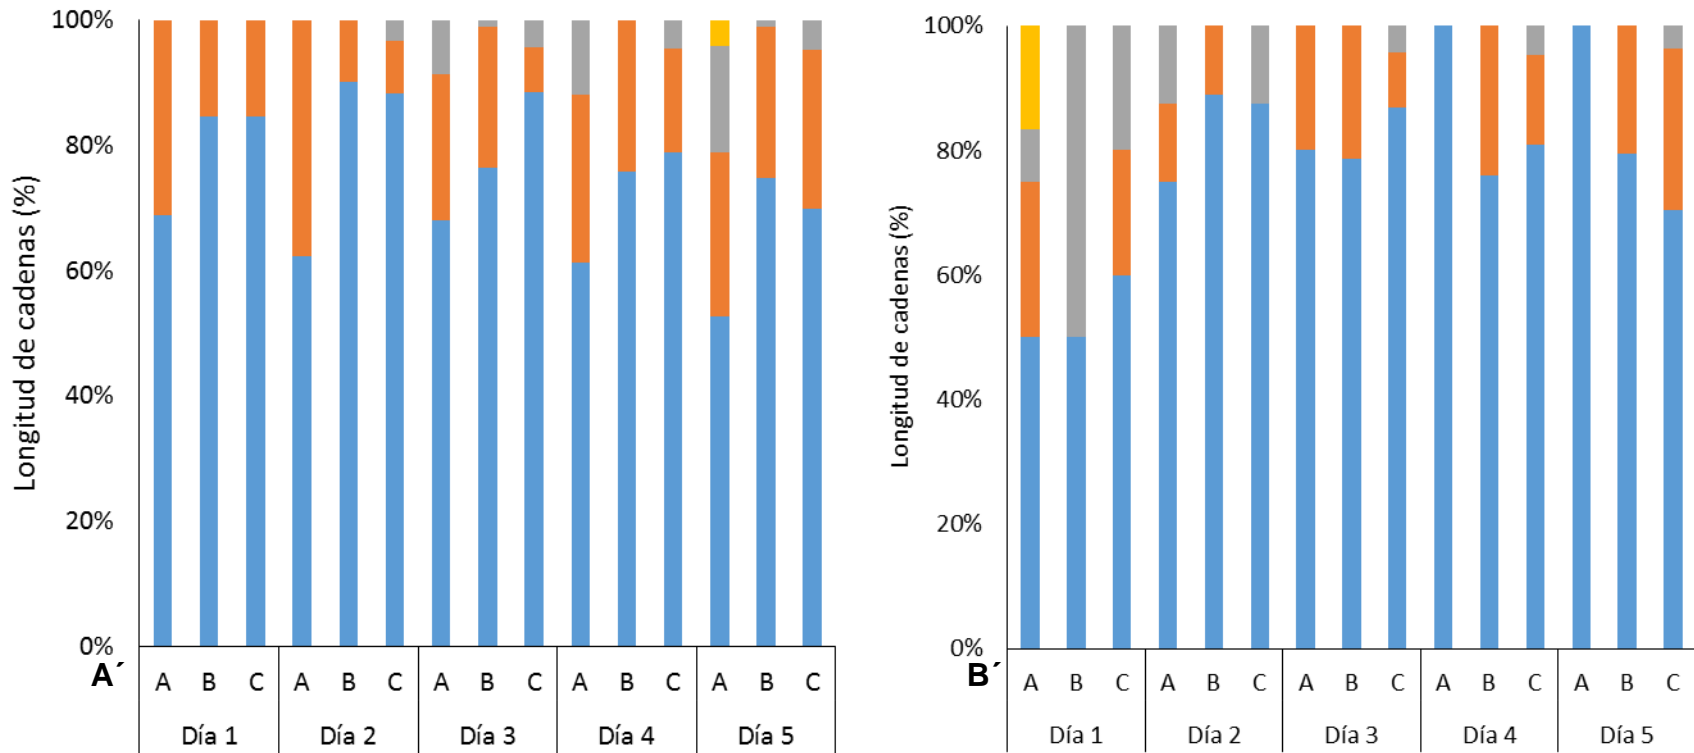 Longitud de cadenas (%)
100%
80%
60%
40%
20%
0%
A´
A B C A B C A B C A B C A B C
Día 1 Día 2 Día 3 Día 4 Día 5
Longitud de cadenas (%)
100%
80%
60%
40%
20%
0%
B´
A B C A B C A B C A B C A B C
Día 1 Día 2 Día 3 Día 4 Día 5